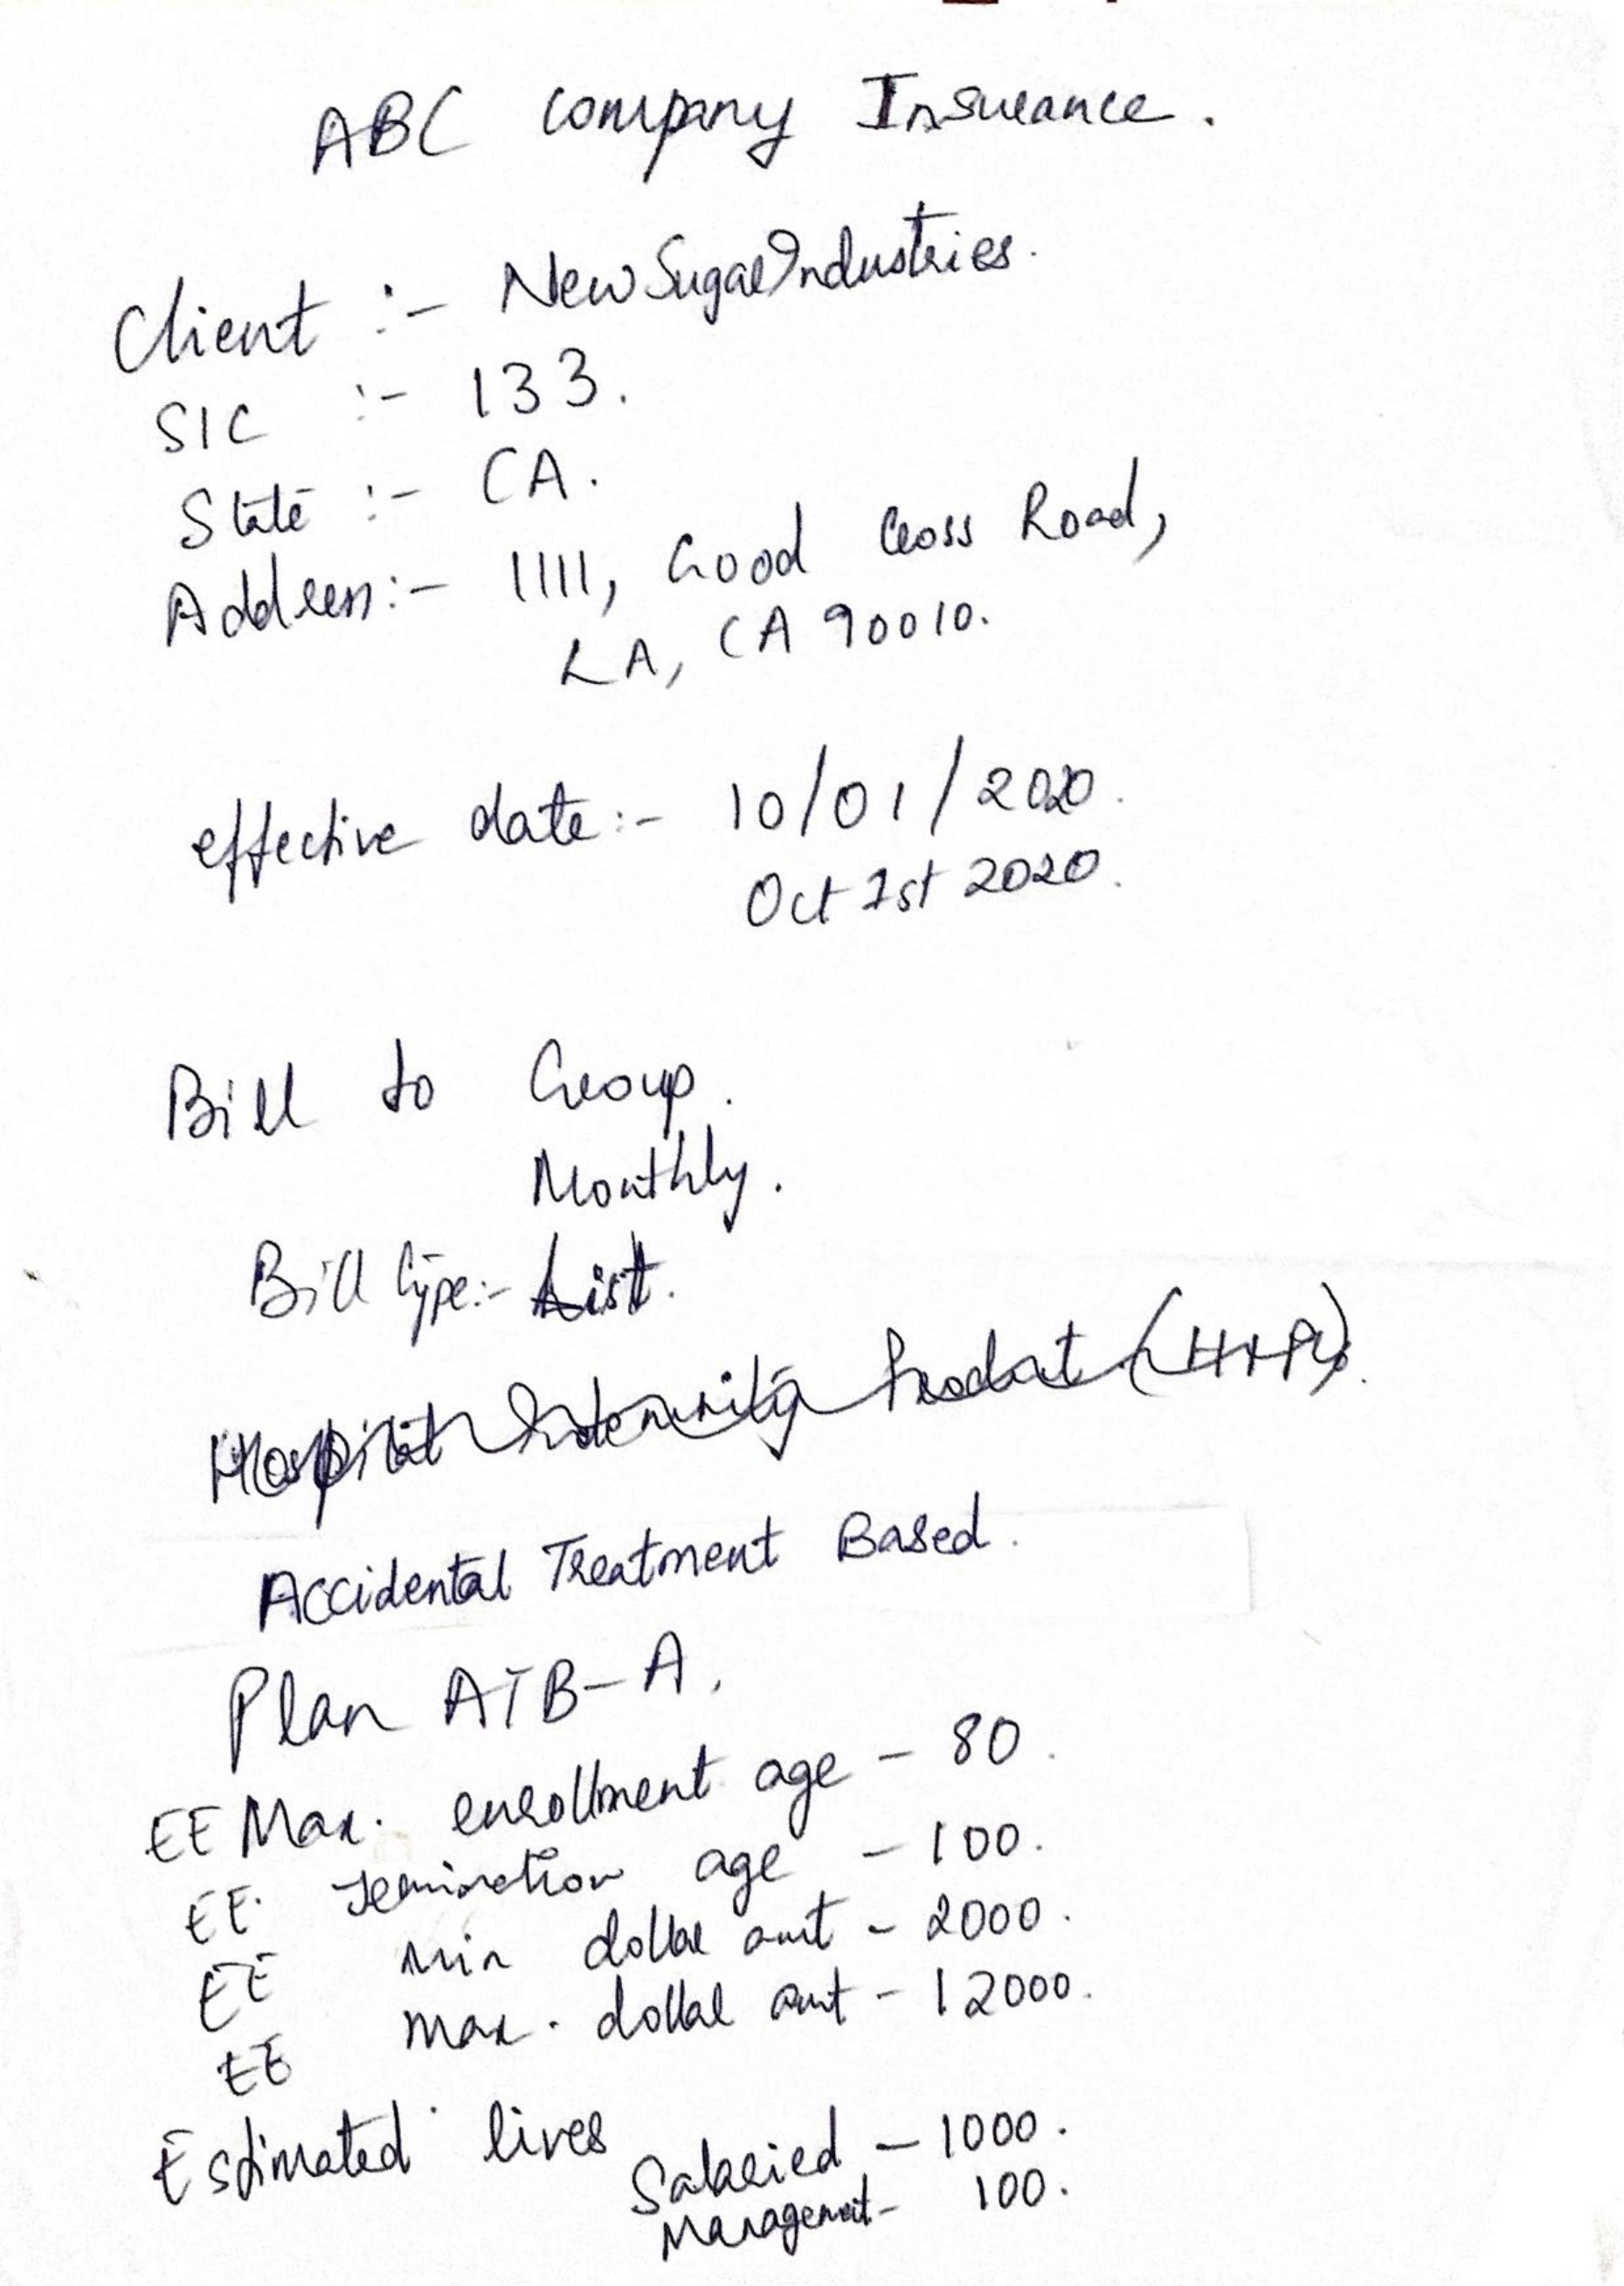 ABC company Insurance.
Client :- New Sugar Industries.
SIC :- 133.
State :- CA.
Address:- 1111, Good Cross Road,
LA, CA 90010.
effective date:- 10/01/2020.
Oct 1st 2020.
Bill to Group.
Monthly.
Bill type:- List.
Hospital Indemnity Product (HIP).
Accidental Treatment Based.
Plan ATB-A.
EE Max. enrollment age - 80.
EE. Termination age - 100.
EE min dollar amt - 2000.
EE max. dollar amt - 12000.
Estimated lives
Salaried - 1000.
Management - 100.